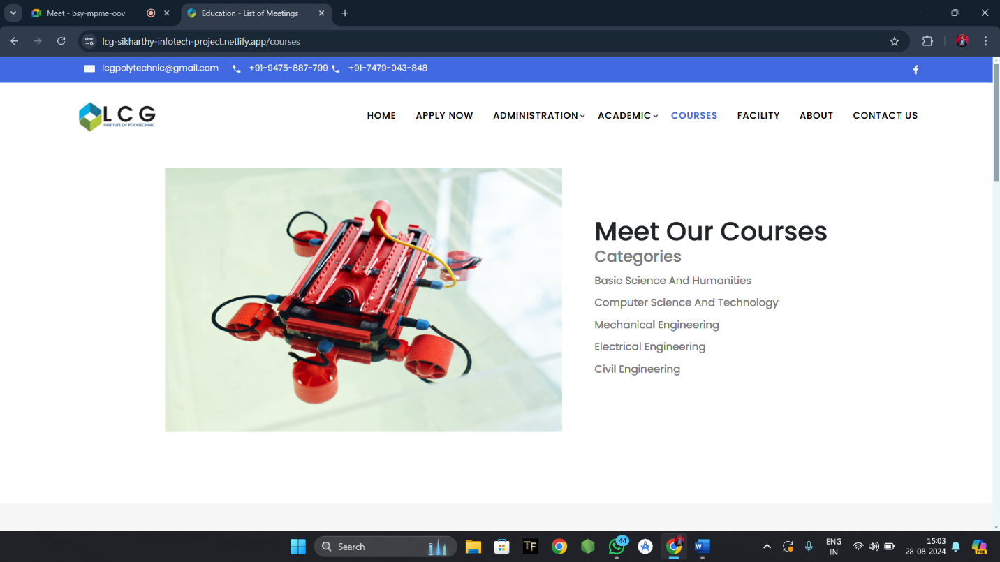 Meet - bsy-mpme-oov
Education - List of Meetings
lcg-sikharthy-infotech-project.netlify.app/courses
lcgpolytechnic@gmail.com +91-9475-887-799 +91-7479-043-848
LCG
INSTITUTE OF POLYTECHNIC
HOME APPLY NOW ADMINISTRATION ACADEMIC COURSES FACILITY ABOUT CONTACT US
Meet Our Courses
Categories
Basic Science And Humanities
Computer Science And Technology
Mechanical Engineering
Electrical Engineering
Civil Engineering
Search
TF
44
W
ENG
IN
15:03
28-08-2024
PRE